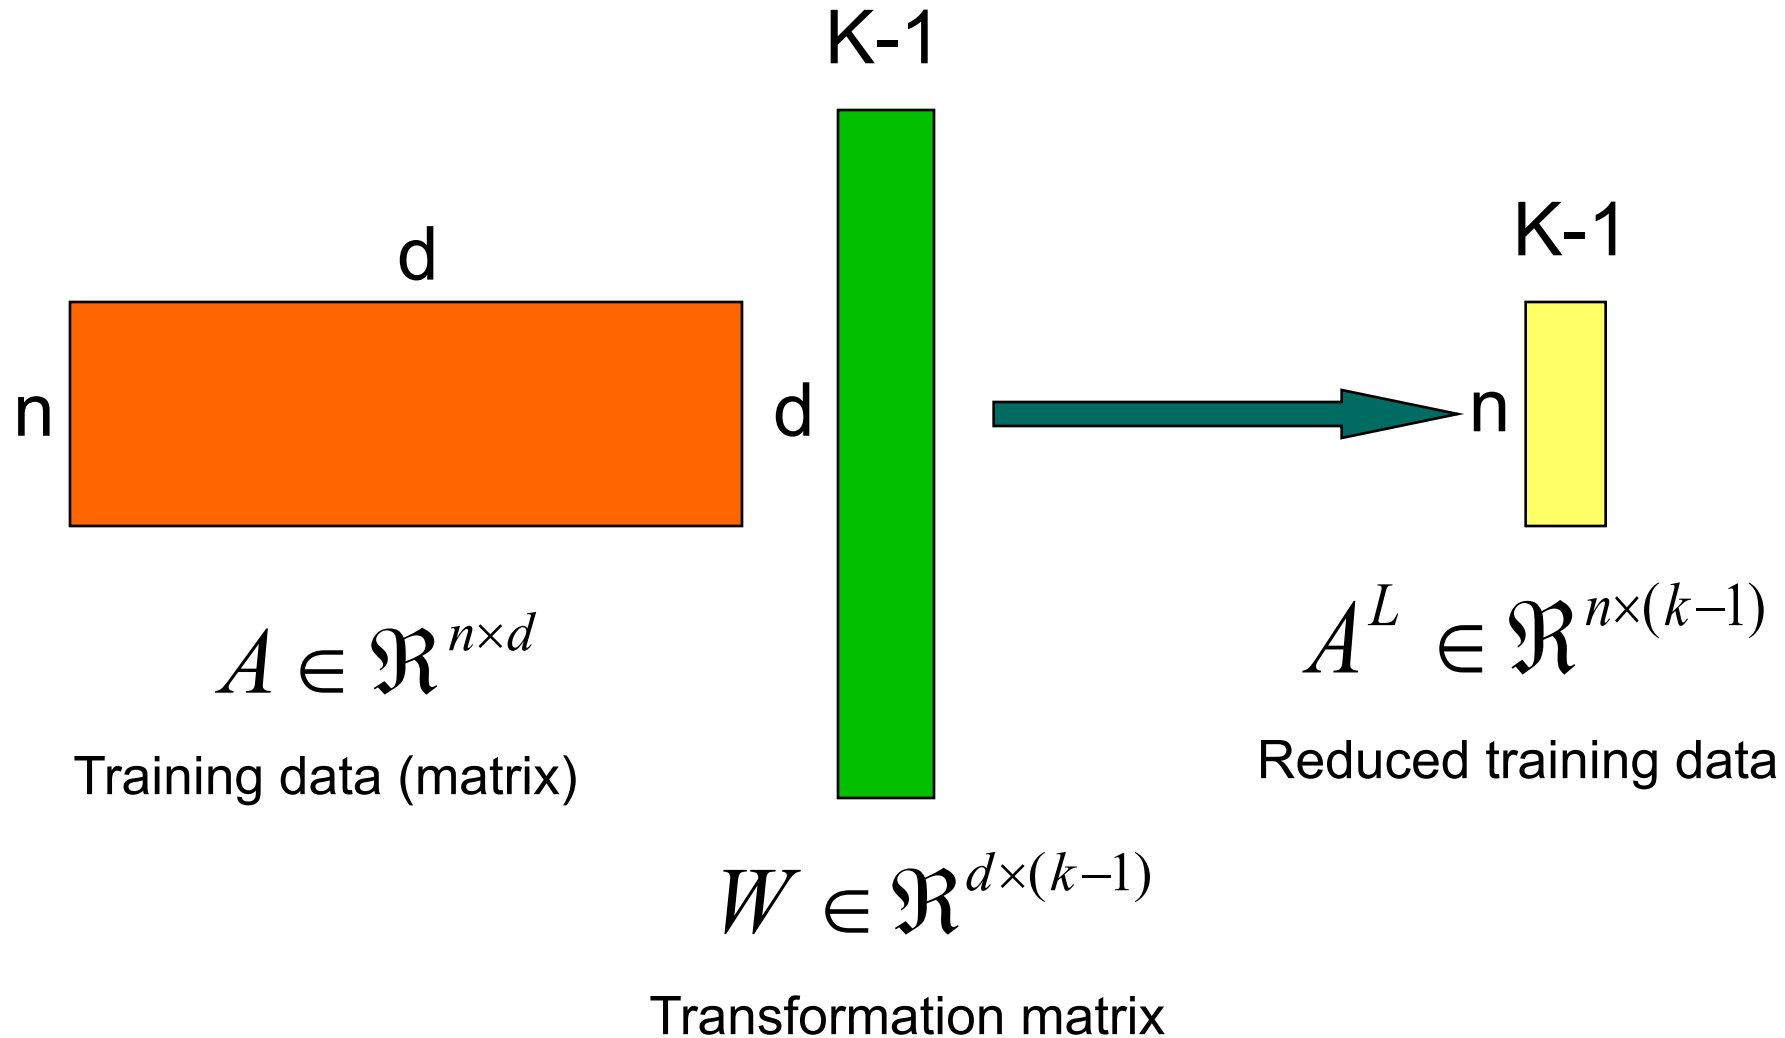 K-1
K-1
d
n
d
n
A ∈ ℜ^{n×d}
A^L ∈ ℜ^{n×(k−1)}
Training data (matrix)
Reduced training data
W ∈ ℜ^{d×(k−1)}
Transformation matrix